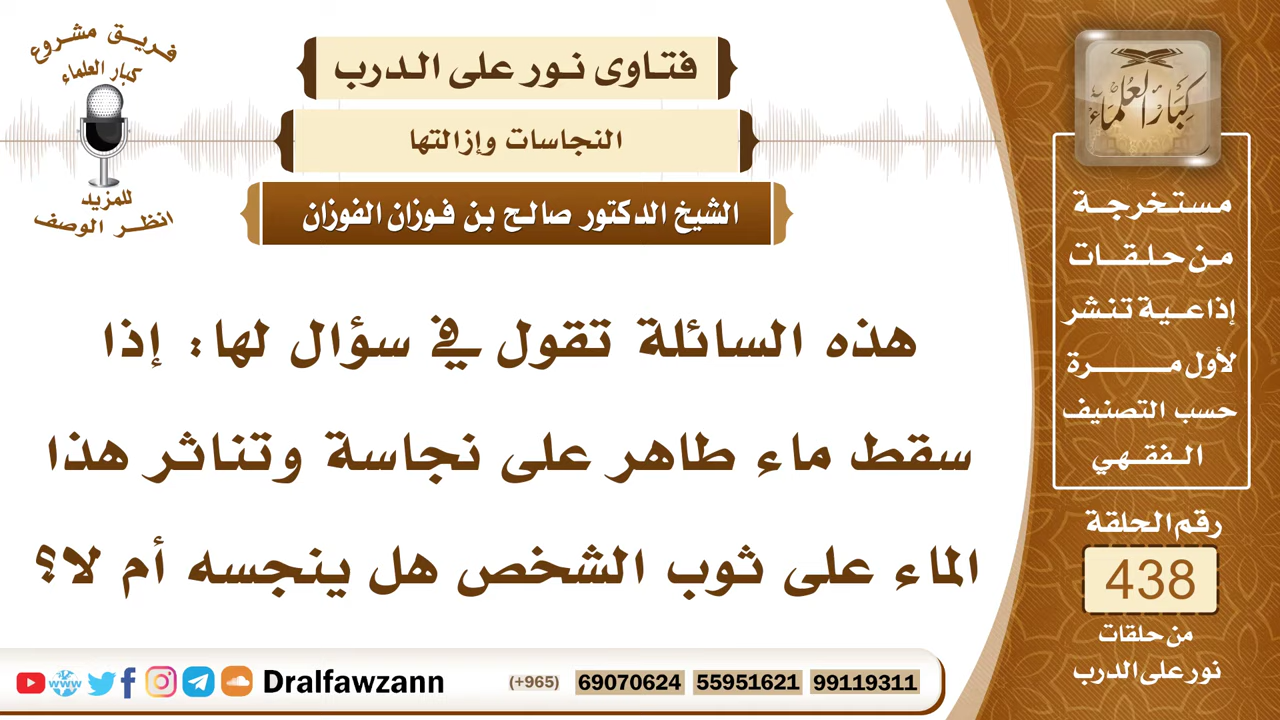 فريق مشروع
كبار العلماء
للمزيد
انظر الوصف
فتاوى نور على الدرب
النجاسات وإزالتها
الشيخ الدكتور صالح بن فوزان الفوزان
هذه السائلة تقول في سؤال لها: إذا
سقط ماء طاهر على نجاسة وتناثر هذا
الماء على ثوب الشخص هل ينجسه أم لا؟
كبار العلماء
مستخرجة
من حلقات
إذاعية تنشر
لأول مرة
حسب التصنيف
الفقهي
رقم الحلقة
438
من حلقات
نور على الدرب
www
Dralfawzann
(+965) 69070624 55951621 99119311